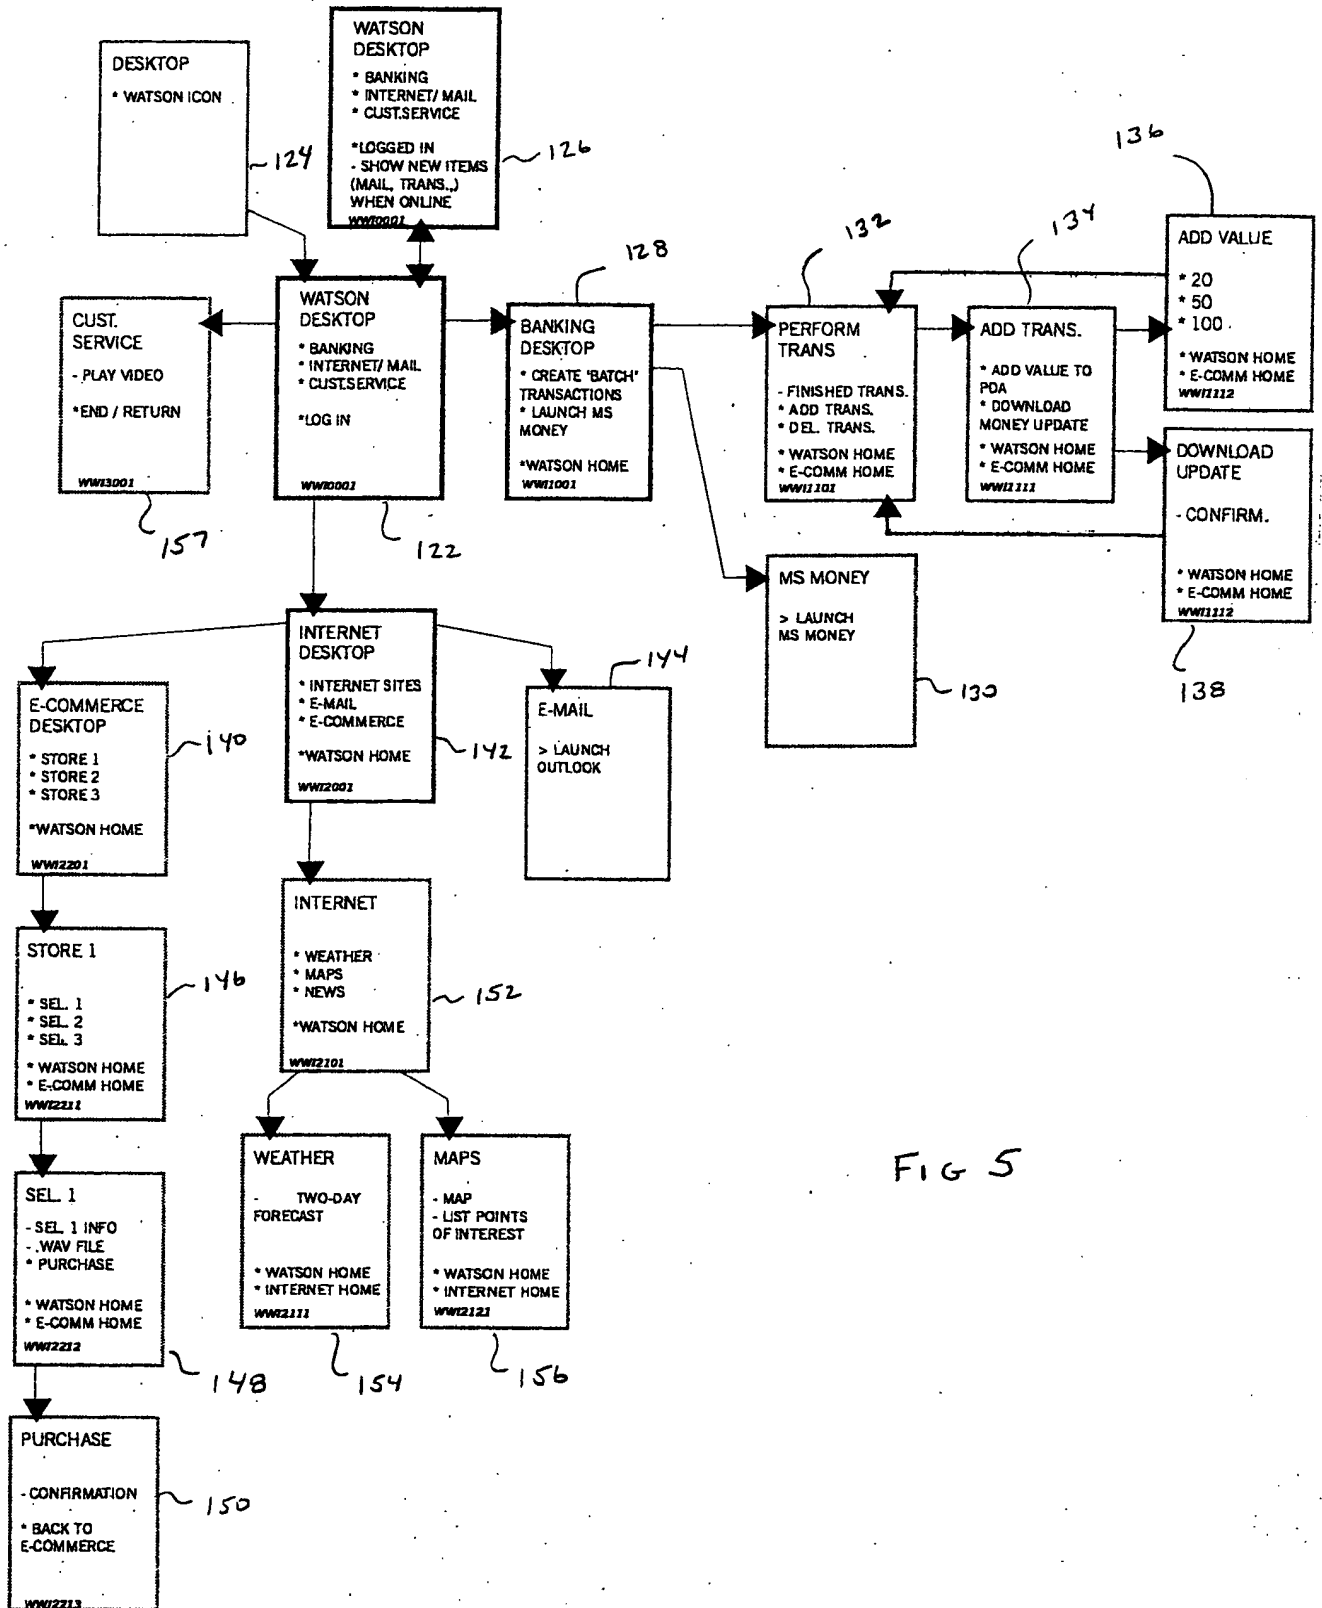 DESKTOP
* WATSON ICON
124
WATSON
DESKTOP
* BANKING
* INTERNET/ MAIL
* CUST.SERVICE
*LOGGED IN
- SHOW NEW ITEMS
(MAIL, TRANS.,)
WHEN ONLINE
WWI0001
126
CUST.
SERVICE
- PLAY VIDEO
*END / RETURN
WWI3001
157
WATSON
DESKTOP
* BANKING
* INTERNET/ MAIL
* CUST.SERVICE
*LOG IN
WWI0001
122
128
BANKING
DESKTOP
* CREATE 'BATCH'
TRANSACTIONS
* LAUNCH MS
MONEY
*WATSON HOME
WWI1001
132
PERFORM
TRANS
- FINISHED TRANS.
* ADD TRANS.
* DEL. TRANS.
* WATSON HOME
* E-COMM HOME
WWI1101
134
ADD TRANS.
* ADD VALUE TO
PDA
* DOWNLOAD
MONEY UPDATE
* WATSON HOME
* E-COMM HOME
WWI1111
136
ADD VALUE
* 20
* 50
* 100
* WATSON HOME
* E-COMM HOME
WWI1112
DOWNLOAD
UPDATE
- CONFIRM.
* WATSON HOME
* E-COMM HOME
WWI1112
138
MS MONEY
> LAUNCH
MS MONEY
130
INTERNET
DESKTOP
* INTERNET SITES
* E-MAIL
* E-COMMERCE
*WATSON HOME
WWI2001
142
144
E-MAIL
> LAUNCH
OUTLOOK
E-COMMERCE
DESKTOP
* STORE 1
* STORE 2
* STORE 3
*WATSON HOME
WWI2201
140
STORE 1
* SEL. 1
* SEL. 2
* SEL. 3
* WATSON HOME
* E-COMM HOME
WWI2211
146
INTERNET
* WEATHER
* MAPS
* NEWS
*WATSON HOME
WWI2101
152
SEL. 1
- SEL. 1 INFO
- .WAV FILE
* PURCHASE
* WATSON HOME
* E-COMM HOME
WWI2212
148
WEATHER
- TWO-DAY
FORECAST
* WATSON HOME
* INTERNET HOME
WWI2111
154
MAPS
- MAP
- LIST POINTS
OF INTEREST
* WATSON HOME
* INTERNET HOME
WWI2121
156
PURCHASE
- CONFIRMATION
* BACK TO
E-COMMERCE
WWI2213
150
FIG 5